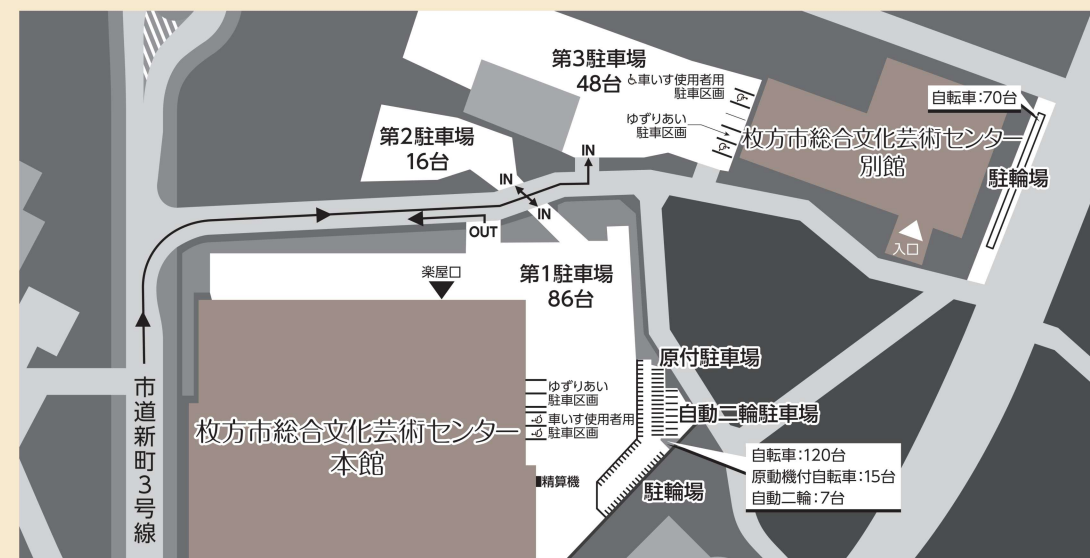 第3駐車場
48台
車いす使用者用
駐車区画
ゆずりあい
駐車区画
自転車:70台
枚方市総合文化芸術センター
別館
駐輪場
入口
第2駐車場
16台
IN
IN
IN
OUT
楽屋口
第1駐車場
86台
原付駐車場
ゆずりあい
駐車区画
車いす使用者用
駐車区画
自動二輪駐車場
市道新町3号線
枚方市総合文化芸術センター
本館
自転車:120台
原動機付自転車:15台
自動二輪:7台
精算機
駐輪場